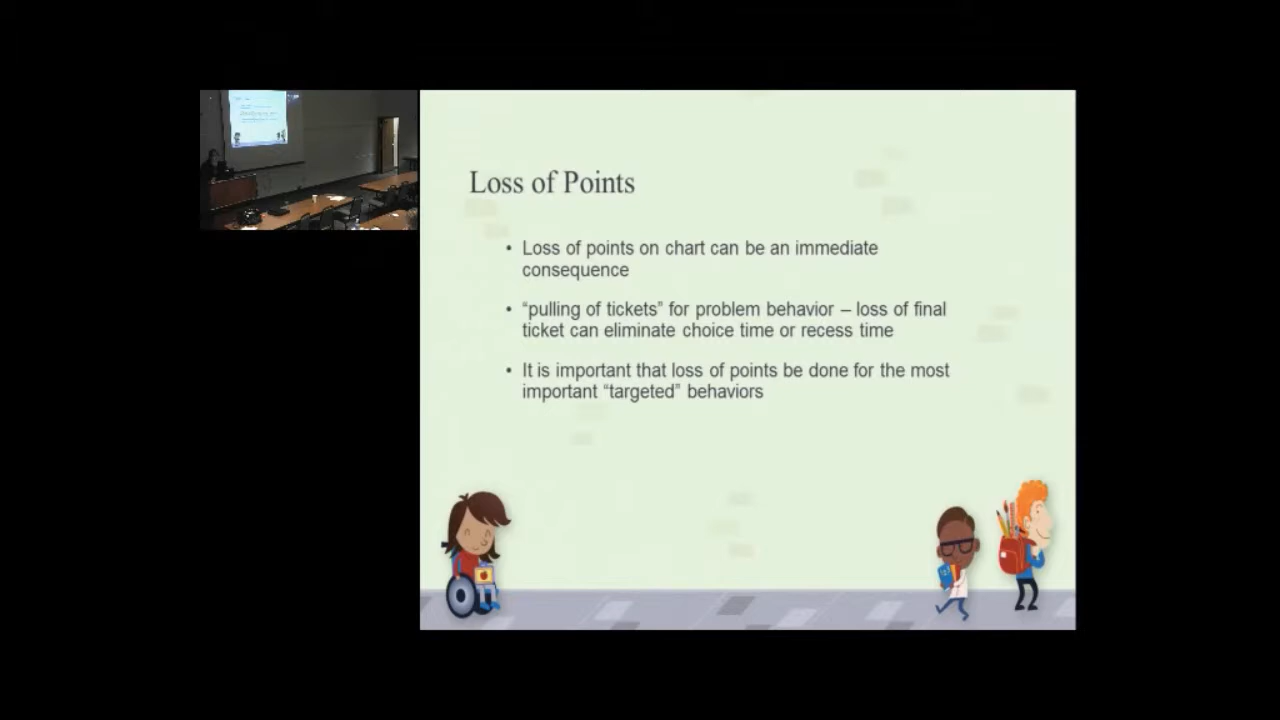 Loss of Points
• Loss of points on chart can be an immediate
consequence
• “pulling of tickets” for problem behavior – loss of final
ticket can eliminate choice time or recess time
• It is important that loss of points be done for the most
important “targeted” behaviors